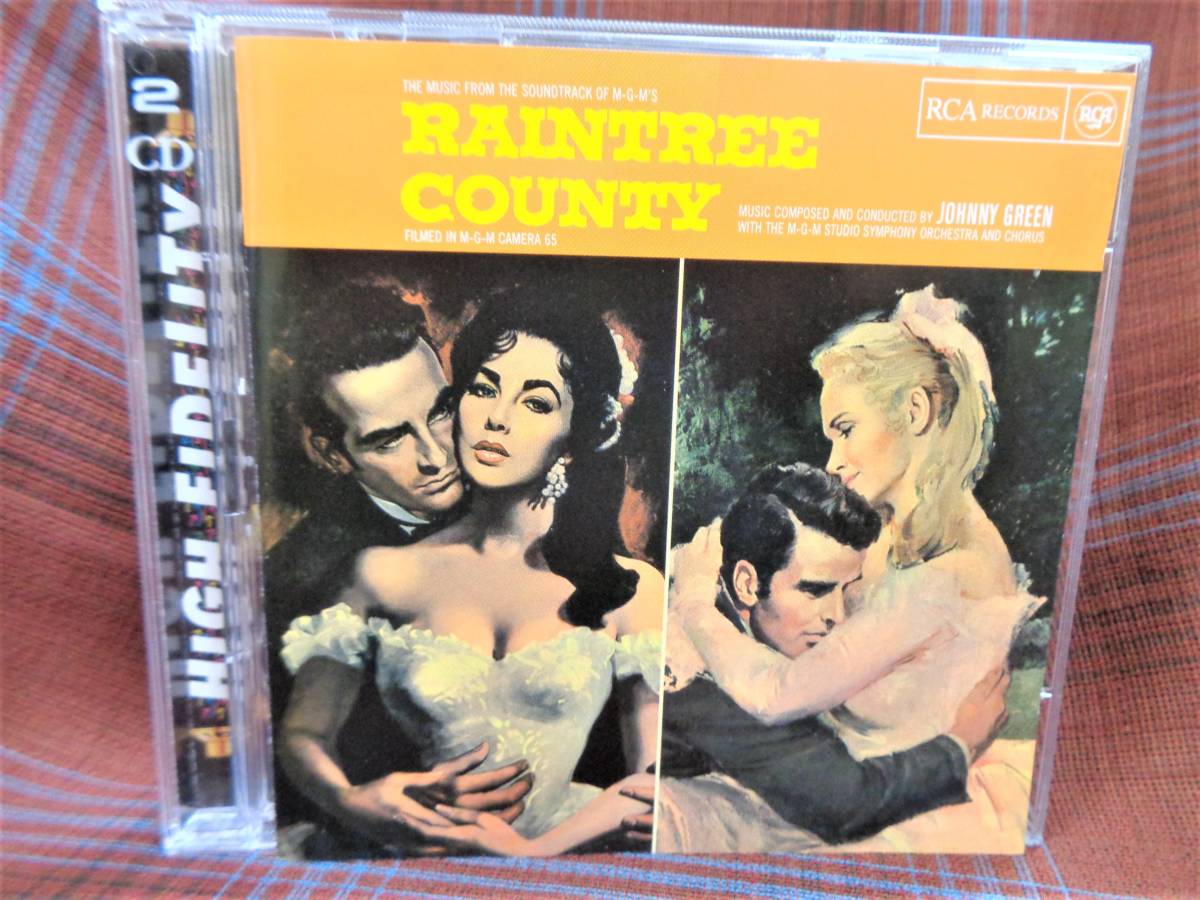 2
CD
HIGH FIDELITY
THE MUSIC FROM THE SOUNDTRACK OF M-G-M'S
RAINTREE
COUNTY
FILMED IN M-G-M CAMERA 65
RCA RECORDS
RCA
MUSIC COMPOSED AND CONDUCTED BY JOHNNY GREEN
WITH THE M-G-M STUDIO SYMPHONY ORCHESTRA AND CHORUS